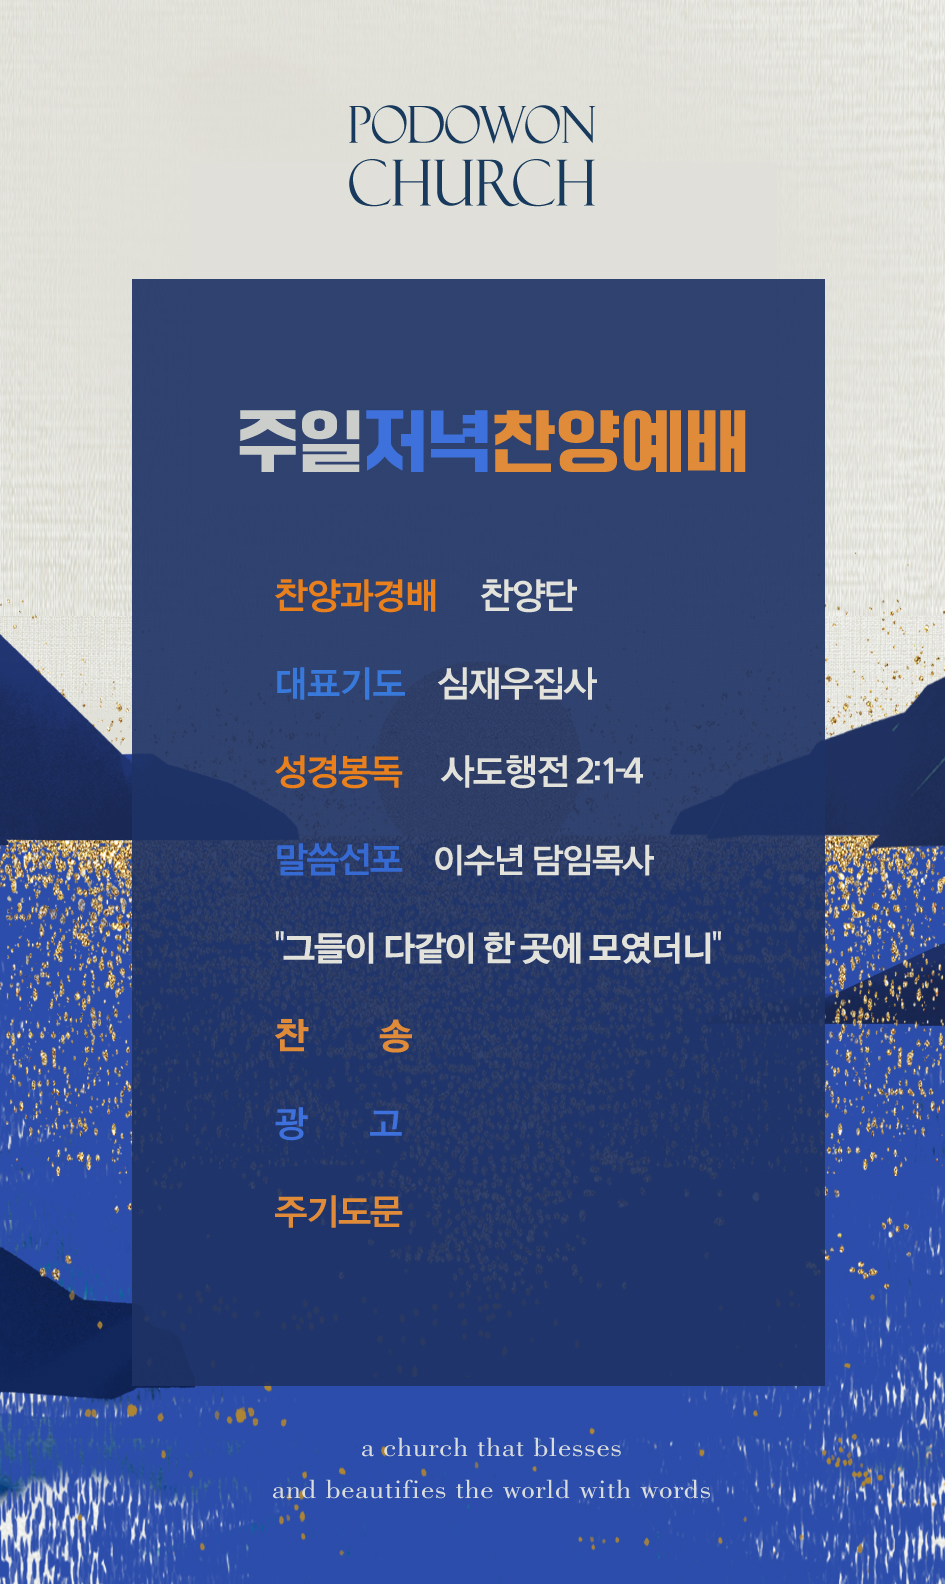 PODOWON
CHURCH
주일저녁찬양예배
찬양과경배 찬양단
대표기도 심재우집사
성경봉독 사도행전 2:1-4
말씀선포 이수년 담임목사
"그들이 다같이 한 곳에 모였더니"
찬 송
광 고
주기도문
a church that blesses
and beautifies the world with words